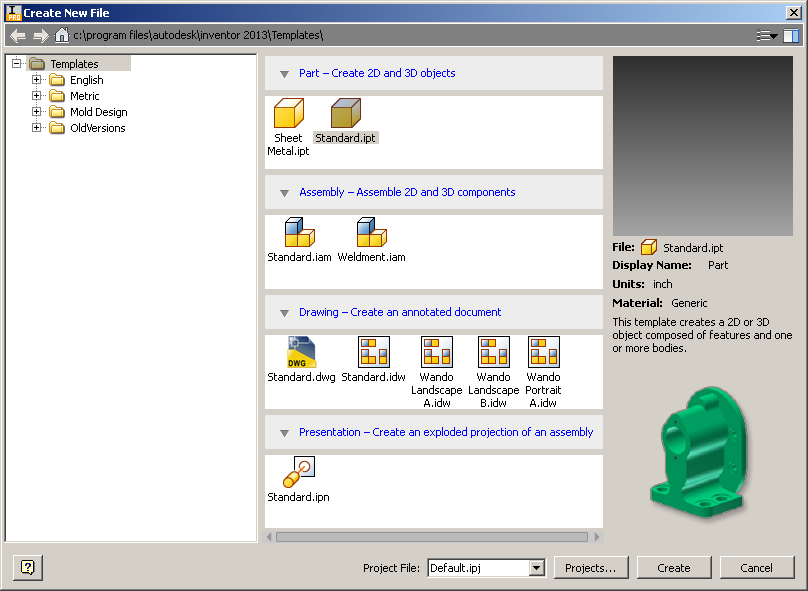 Create New File
c:\program files\autodesk\inventor 2013\Templates\
Templates
English
Metric
Mold Design
OldVersions
Part – Create 2D and 3D objects
Sheet
Metal.ipt
Standard.ipt
Assembly – Assemble 2D and 3D components
Standard.iam
Weldment.iam
Drawing – Create an annotated document
DWG
Standard.dwg
Standard.idw
Wando
Landscape
A.idw
Wando
Landscape
B.idw
Wando
Portrait
A.idw
Presentation – Create an exploded projection of an assembly
Standard.ipn
File: Standard.ipt
Display Name: Part
Units: inch
Material: Generic
This template creates a 2D or 3D
object composed of features and one
or more bodies.
Project File: Default.ipj
Projects...
Create
Cancel